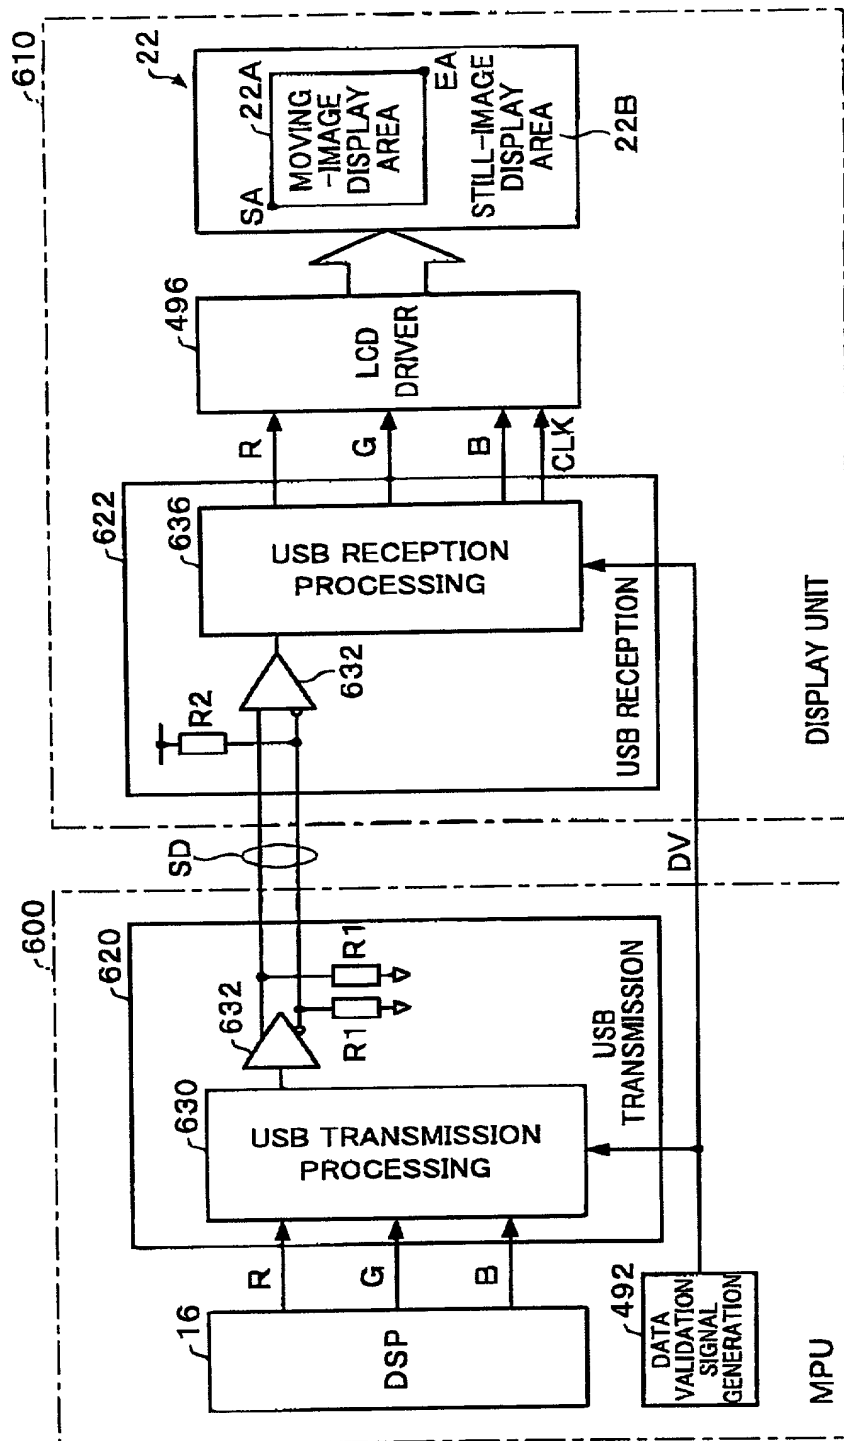 600
610
620
622
22
16
630
632
R1
R1
SD
R2
632
636
496
SA
22A
MOVING
-IMAGE
DISPLAY
AREA
EA
STILL-IMAGE
DISPLAY
AREA
22B
DSP
R
G
B
USB TRANSMISSION
PROCESSING
USB
TRANSMISSION
USB RECEPTION
PROCESSING
USB RECEPTION
R
G
B
CLK
LCD
DRIVER
492
DATA
VALIDATION
SIGNAL
GENERATION
DV
MPU
DISPLAY UNIT